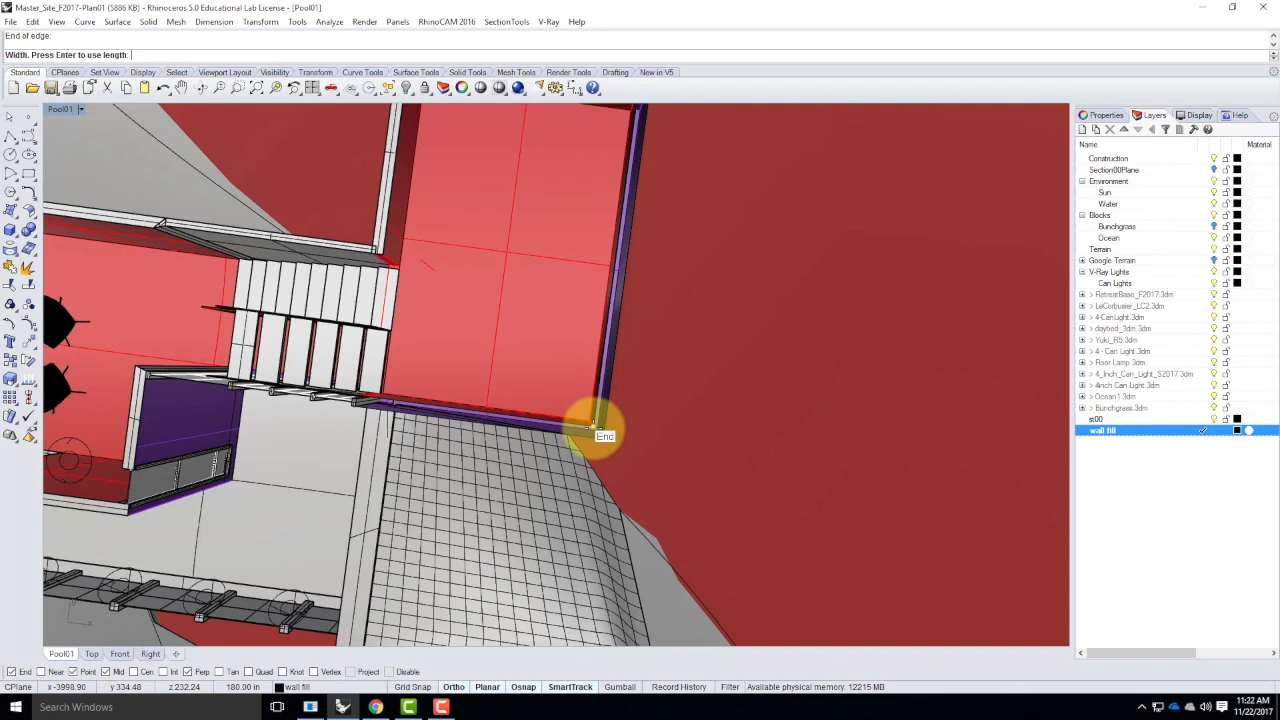 Master_Site_F2017-Plan01 (5886 KB) - Rhinoceros 5.0 Educational Lab License - [Pool01]
File Edit View Curve Surface Solid Mesh Dimension Transform Tools Analyze Render Panels RhinoCAM 2016 SectionTools V-Ray Help
End of edge:
Width. Press Enter to use length:
Standard CPlanes Set View Display Select Viewport Layout Visibility Transform Curve Tools Surface Tools Solid Tools Mesh Tools Render Tools Drafting New in V5
Pool01
Properties Layers Display Help
Name Material
Construction
Section00Plane
Environment
Sun
Water
Blocks
Bunchgrass
Ocean
Terrain
Google Terrain
V-Ray Lights
Can Lights
> RetreatBase_F2017.3dm
> LeCorbusier_LC2.3dm
> 4-CanLight.3dm
> daybed_3dm.3dm
> Yuki_R5.3dm
> 4 - Can Light.3dm
> Floor Lamp.3dm
> 4_Inch_Can_Light_S2017.3dm
> 4inch Can Light.3dm
> Ocean1.3dm
> Bunchgrass.3dm
st00
wall fill
End
y
x
Pool01 Top Front Right
End Near Point Mid Cen Int Perp Tan Quad Knot Vertex Project Disable
CPlane x -3998.90 y 334.48 z 232.24 180.00 in wall fill Grid Snap Ortho Planar Osnap SmartTrack Gumball Record History Filter Available physical memory: 12215 MB
Search Windows
11:22 AM
11/22/2017